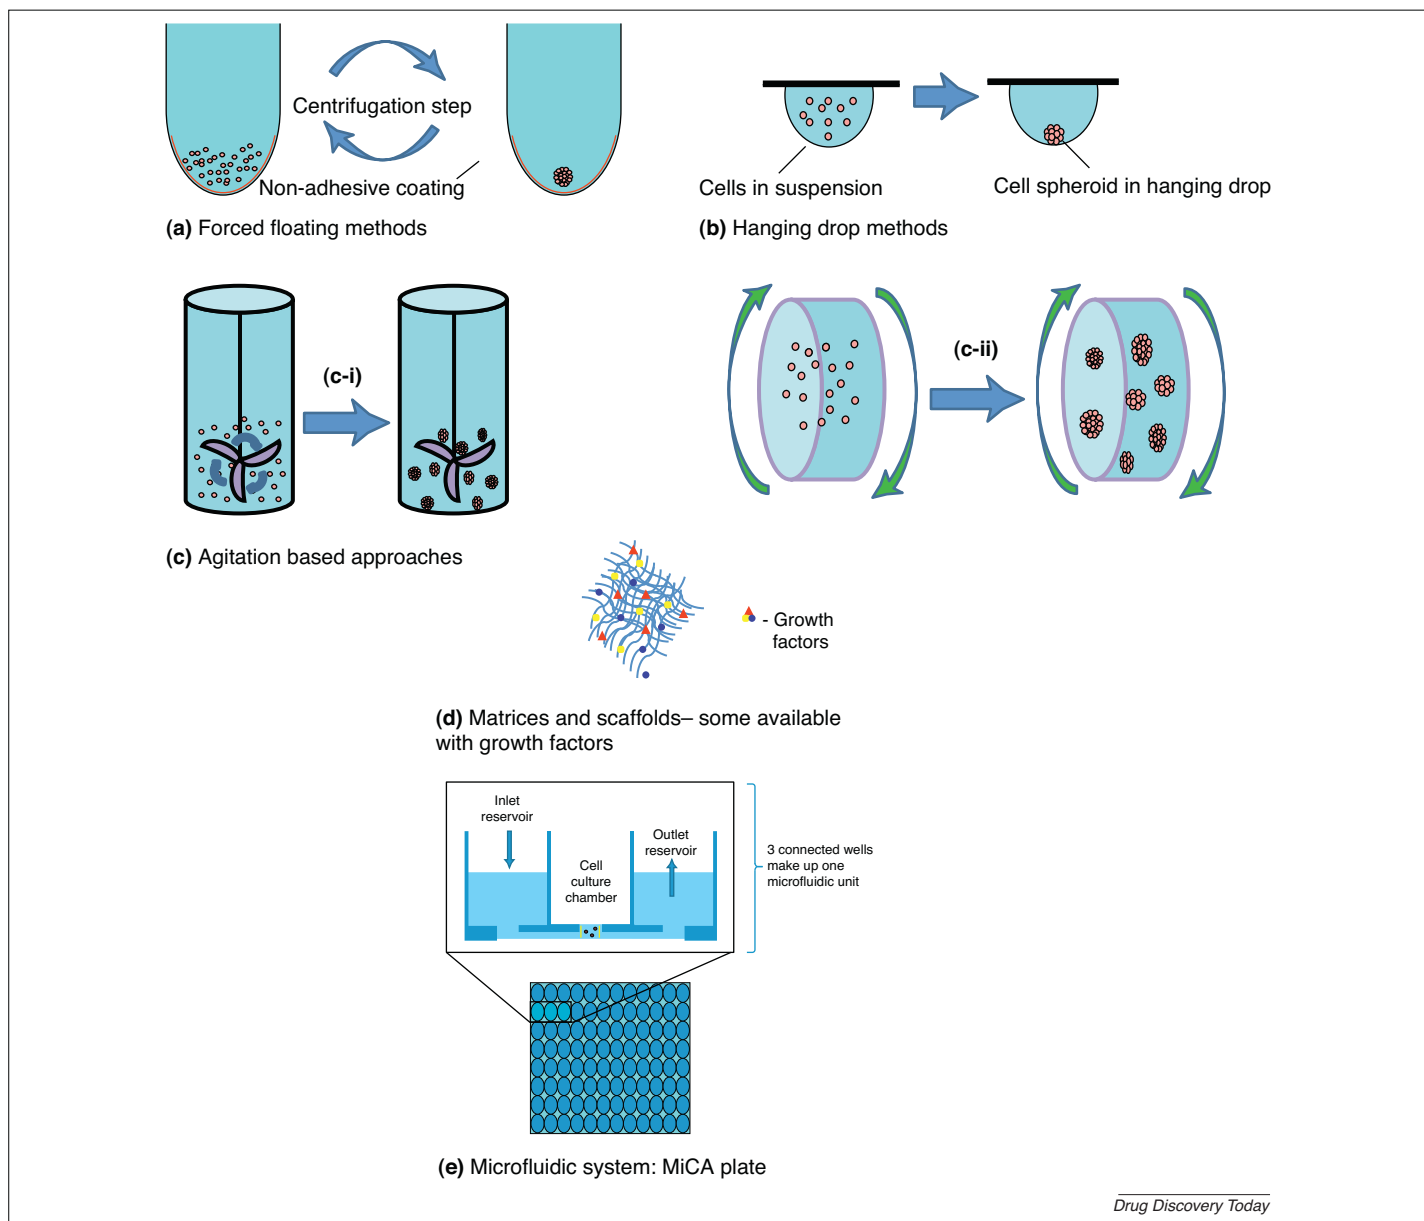 Centrifugation step
Non-adhesive coating
(a) Forced floating methods
Cells in suspension
Cell spheroid in hanging drop
(b) Hanging drop methods
(c-i)
(c-ii)
(c) Agitation based approaches
- Growth
factors
(d) Matrices and scaffolds– some available
with growth factors
Inlet
reservoir
Cell
culture
chamber
Outlet
reservoir
3 connected wells
make up one
microfluidic unit
(e) Microfluidic system: MiCA plate
Drug Discovery Today